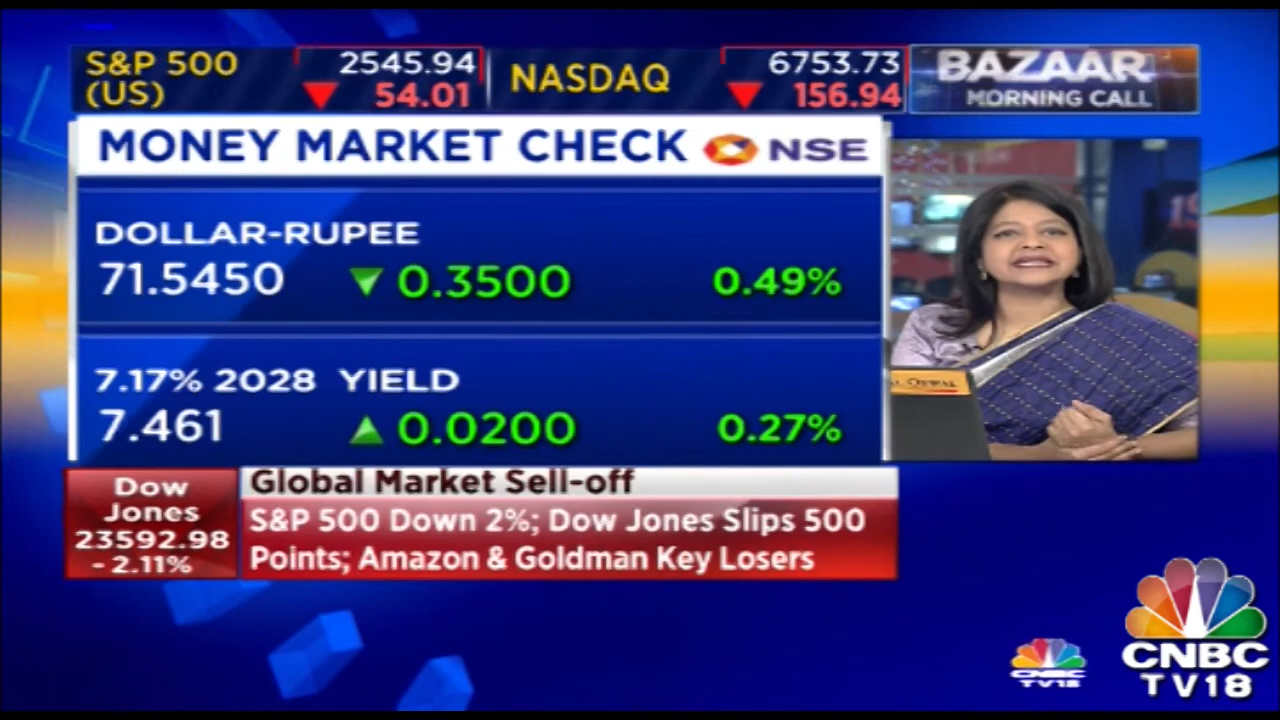 S&P 500
(US)
2545.94
54.01
NASDAQ
6753.73
156.94
BAZAAR
MORNING CALL
MONEY MARKET CHECK
NSE
DOLLAR-RUPEE
71.5450
0.3500
0.49%
7.17% 2028 YIELD
7.461
0.0200
0.27%
Dow
Jones
23592.98
- 2.11%
Global Market Sell-off
S&P 500 Down 2%; Dow Jones Slips 500
Points; Amazon & Goldman Key Losers
CNBC
TV18
CNBC
TV18